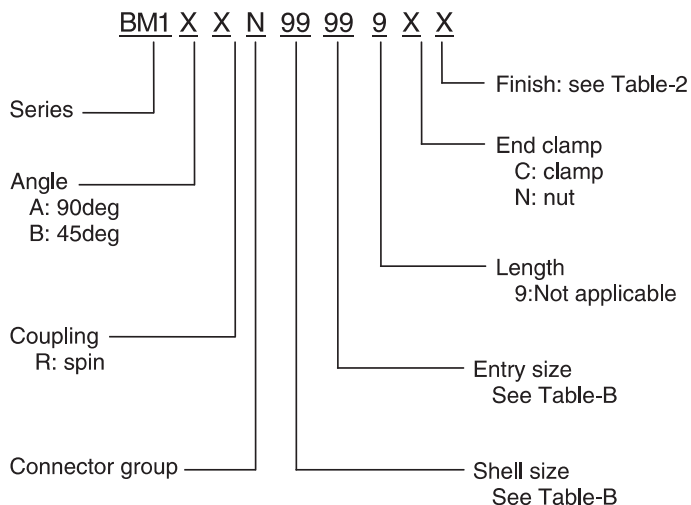 BM1 X X N 99 99 9 X X
Series
Angle
A: 90deg
B: 45deg
Coupling
R: spin
Connector group
Finish: see Table-2
End clamp
C: clamp
N: nut
Length
9:Not applicable
Entry size
See Table-B
Shell size
See Table-B